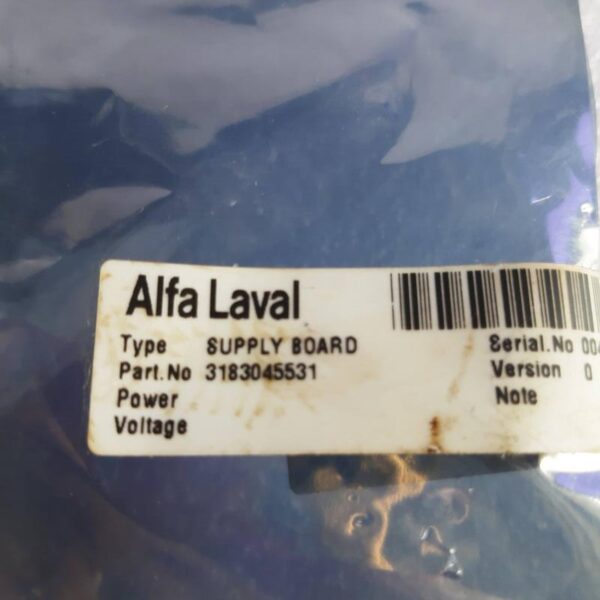 Alfa Laval
Type SUPPLY BOARD
Part.No 3183045531
Power
Voltage
Serial.No
Version 0
Note